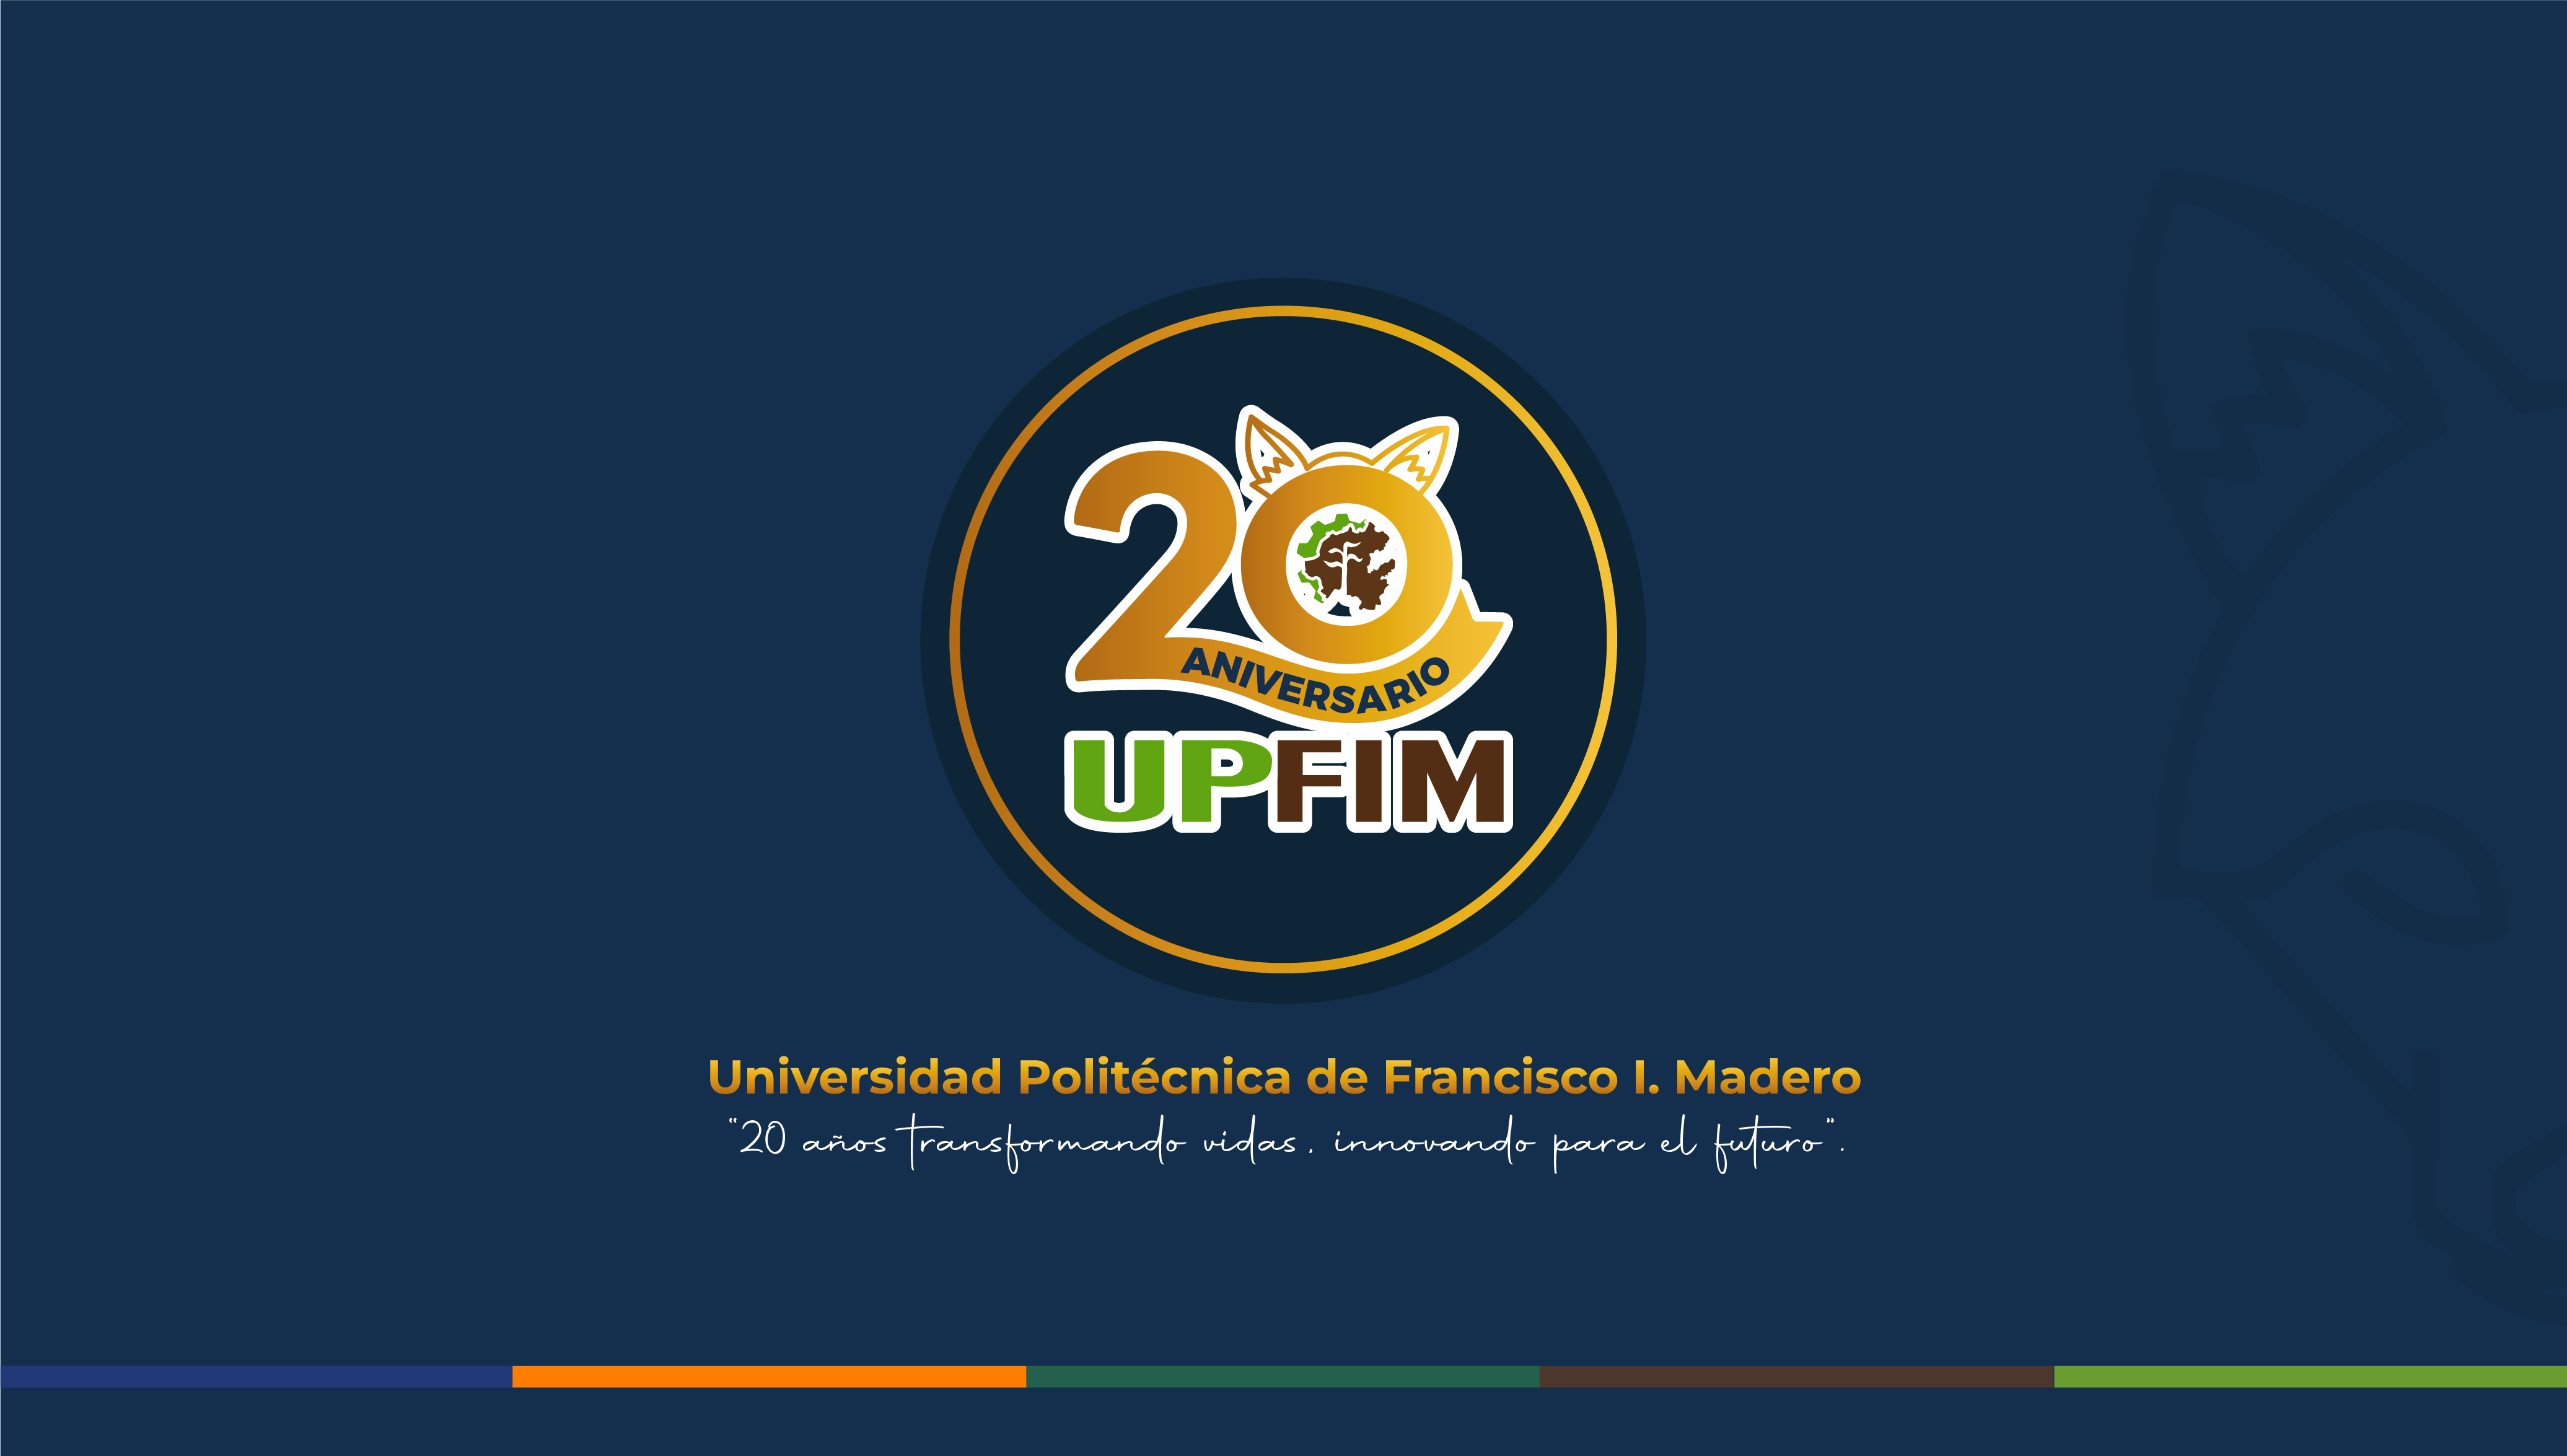 20
ANIVERSARIO
UPFIM
Universidad Politécnica de Francisco I. Madero
"20 años transformando vidas, innovando para el futuro".